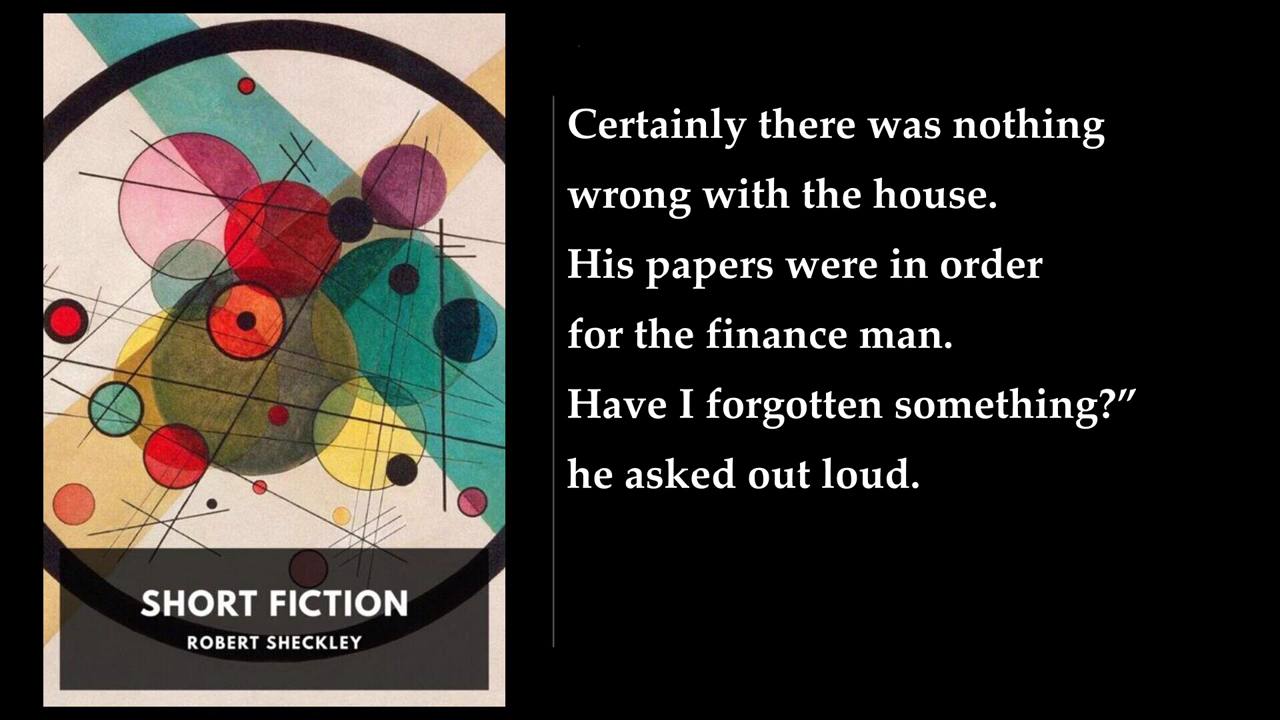 SHORT FICTION
ROBERT SHECKLEY
Certainly there was nothing
wrong with the house.
His papers were in order
for the finance man.
Have I forgotten something?”
he asked out loud.